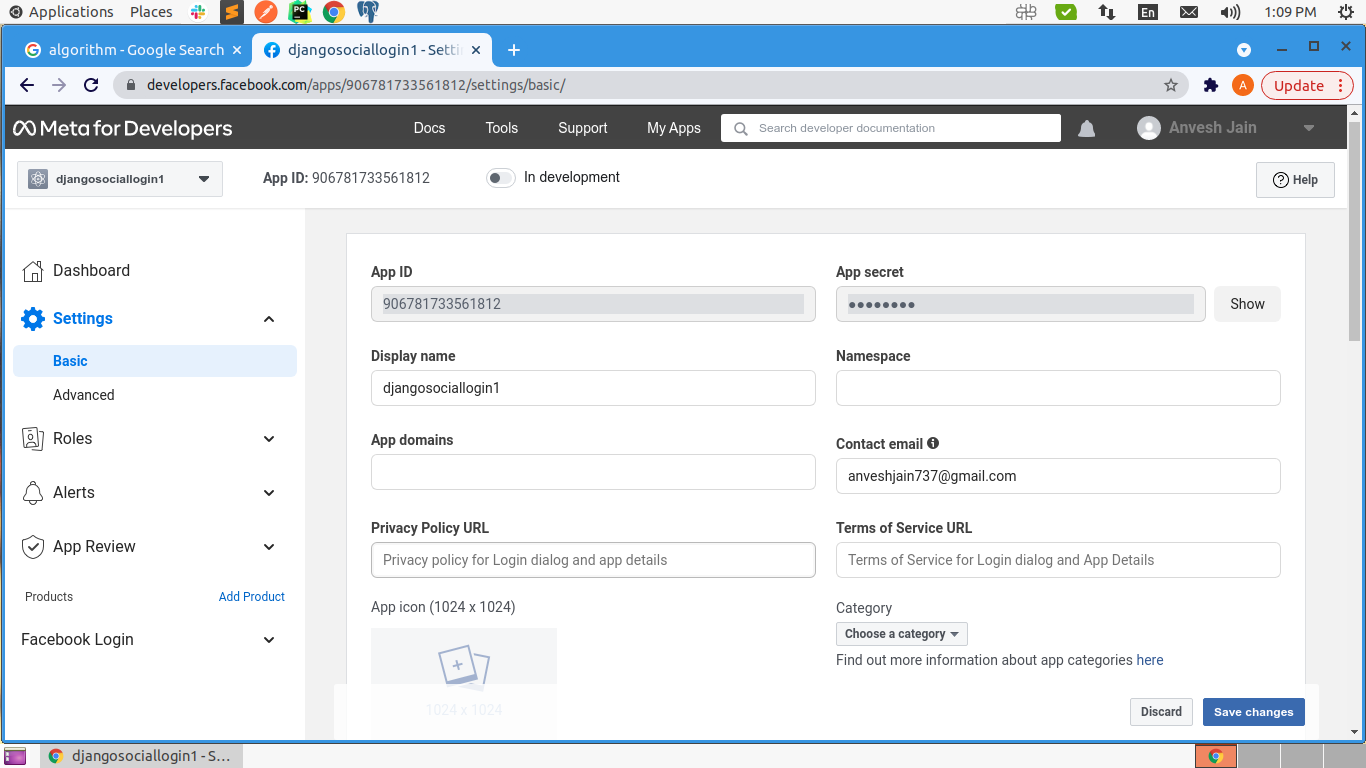 Applications Places En 1:09 PM
algorithm - Google Search djangosociallogin1 - Setti
developers.facebook.com/apps/906781733561812/settings/basic/ A Update
Meta for Developers Docs Tools Support My Apps Search developer documentation Anvesh Jain
djangosociallogin1 App ID: 906781733561812 In development Help
Dashboard
Settings
Basic
Advanced
Roles
Alerts
App Review
Products Add Product
Facebook Login
App ID App secret
906781733561812 ●●●●●●●● Show
Display name Namespace
djangosociallogin1
App domains Contact email
anveshjain737@gmail.com
Privacy Policy URL Terms of Service URL
Privacy policy for Login dialog and app details Terms of Service for Login dialog and App Details
App icon (1024 x 1024) Category
Choose a category
Find out more information about app categories here
1024 x 1024 Discard Save changes
djangosociallogin1 - S...